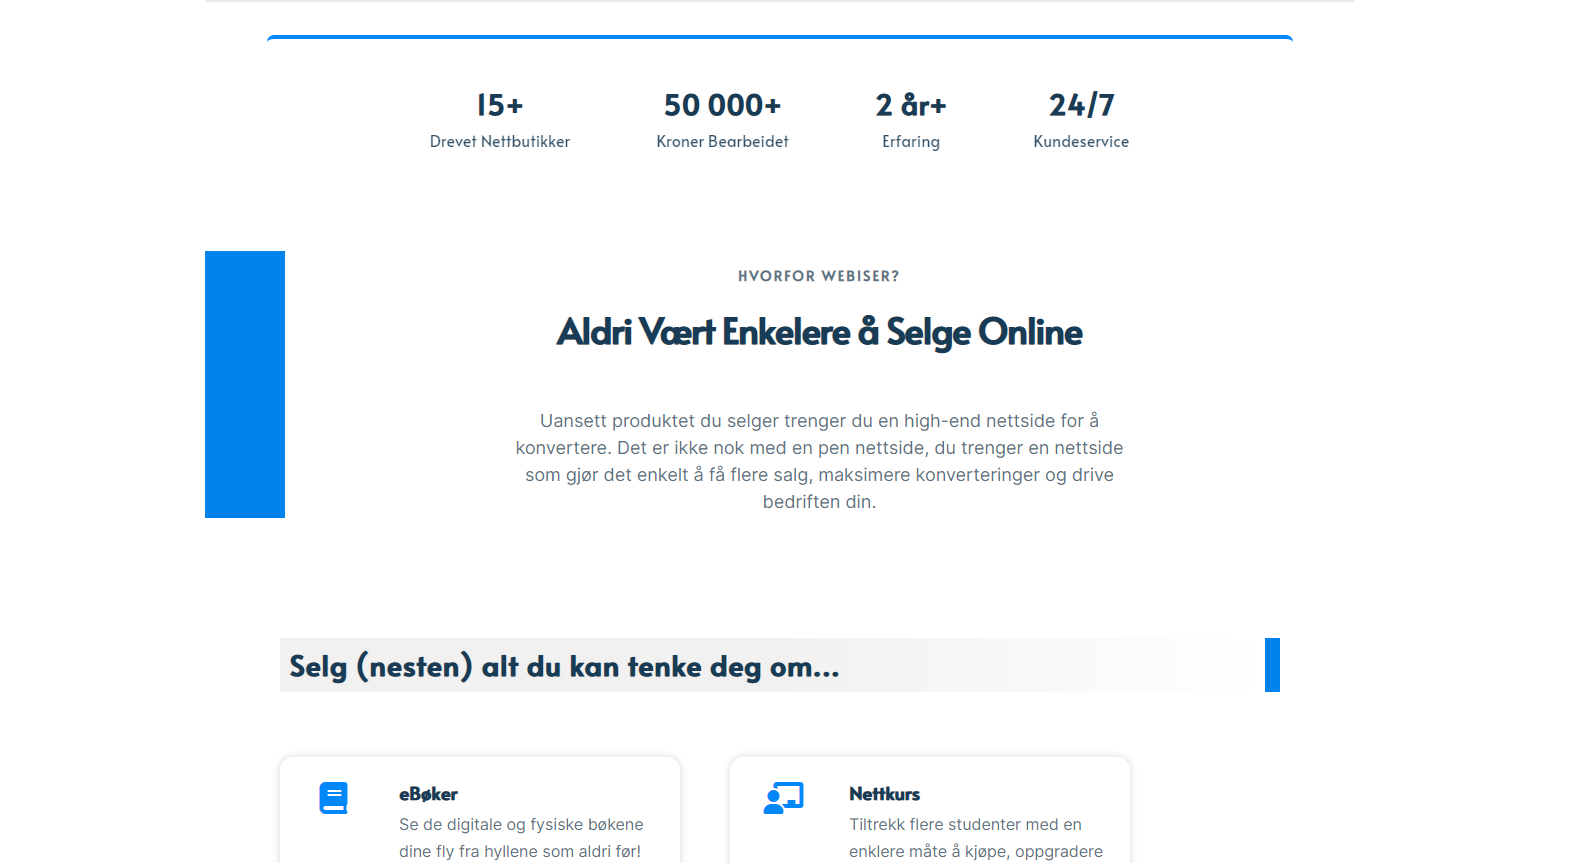 15+
50 000+
2 år+
24/7
Drevet Nettbutikker
Kroner Bearbeidet
Erfaring
Kundeservice
HVORFOR WEBISER?
Aldri Vært Enkelere å Selge Online
Uansett produktet du selger trenger du en high-end nettside for å
konvertere. Det er ikke nok med en pen nettside, du trenger en nettside
som gjør det enkelt å få flere salg, maksimere konverteringer og drive
bedriften din.
Selg (nesten) alt du kan tenke deg om...
eBøker
Se de digitale og fysiske bøkene
dine fly fra hyllene som aldri før!
Nettkurs
Tiltrekk flere studenter med en
enklere måte å kjøpe, oppgradere